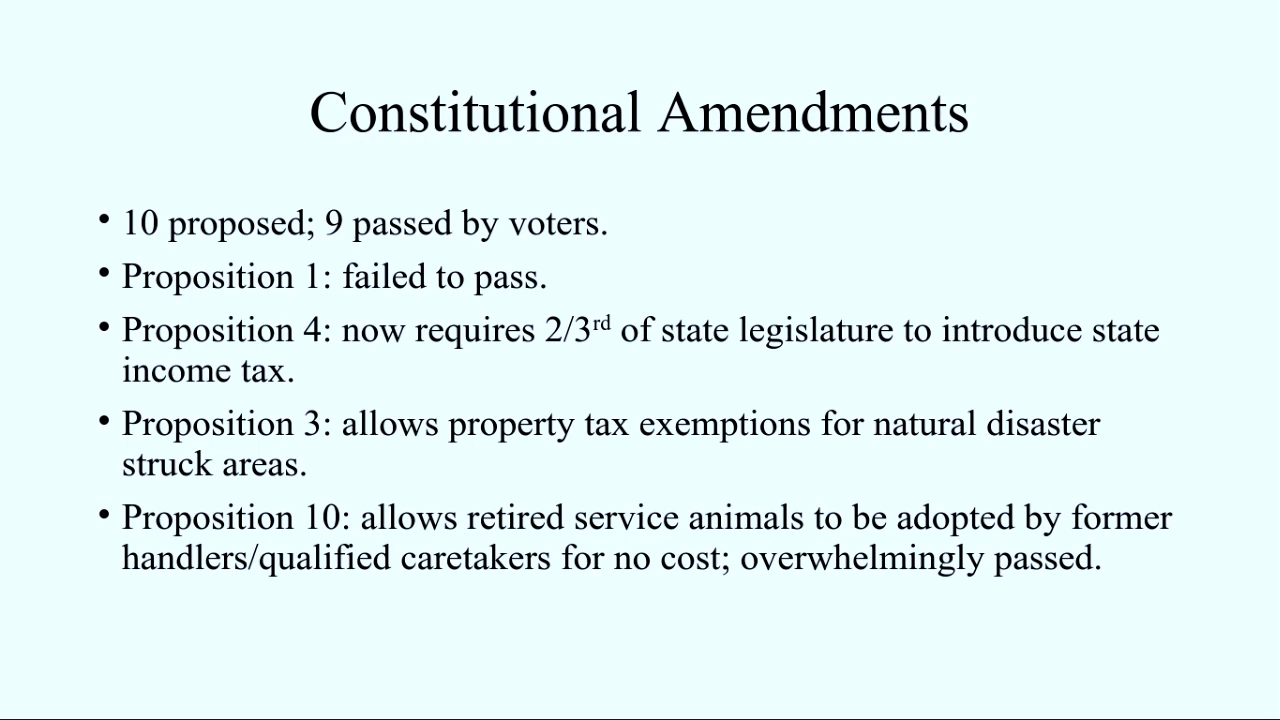 Constitutional Amendments
• 10 proposed; 9 passed by voters.
• Proposition 1: failed to pass.
• Proposition 4: now requires 2/3rd of state legislature to introduce state
income tax.
• Proposition 3: allows property tax exemptions for natural disaster
struck areas.
• Proposition 10: allows retired service animals to be adopted by former
handlers/qualified caretakers for no cost; overwhelmingly passed.